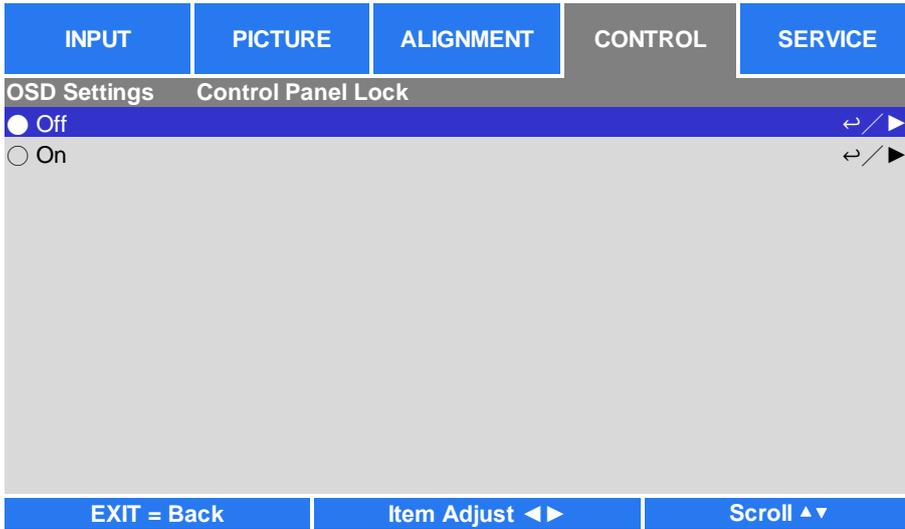 INPUT PICTURE ALIGNMENT CONTROL SERVICE
OSD Settings Control Panel Lock
Off ↩/▶
On ↩/▶
EXIT = Back Item Adjust ◀▶ Scroll ▲▼